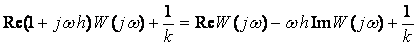 Re(1 + jωh)W(jω) + 1/k = ReW(jω) − ωh ImW(jω) + 1/k